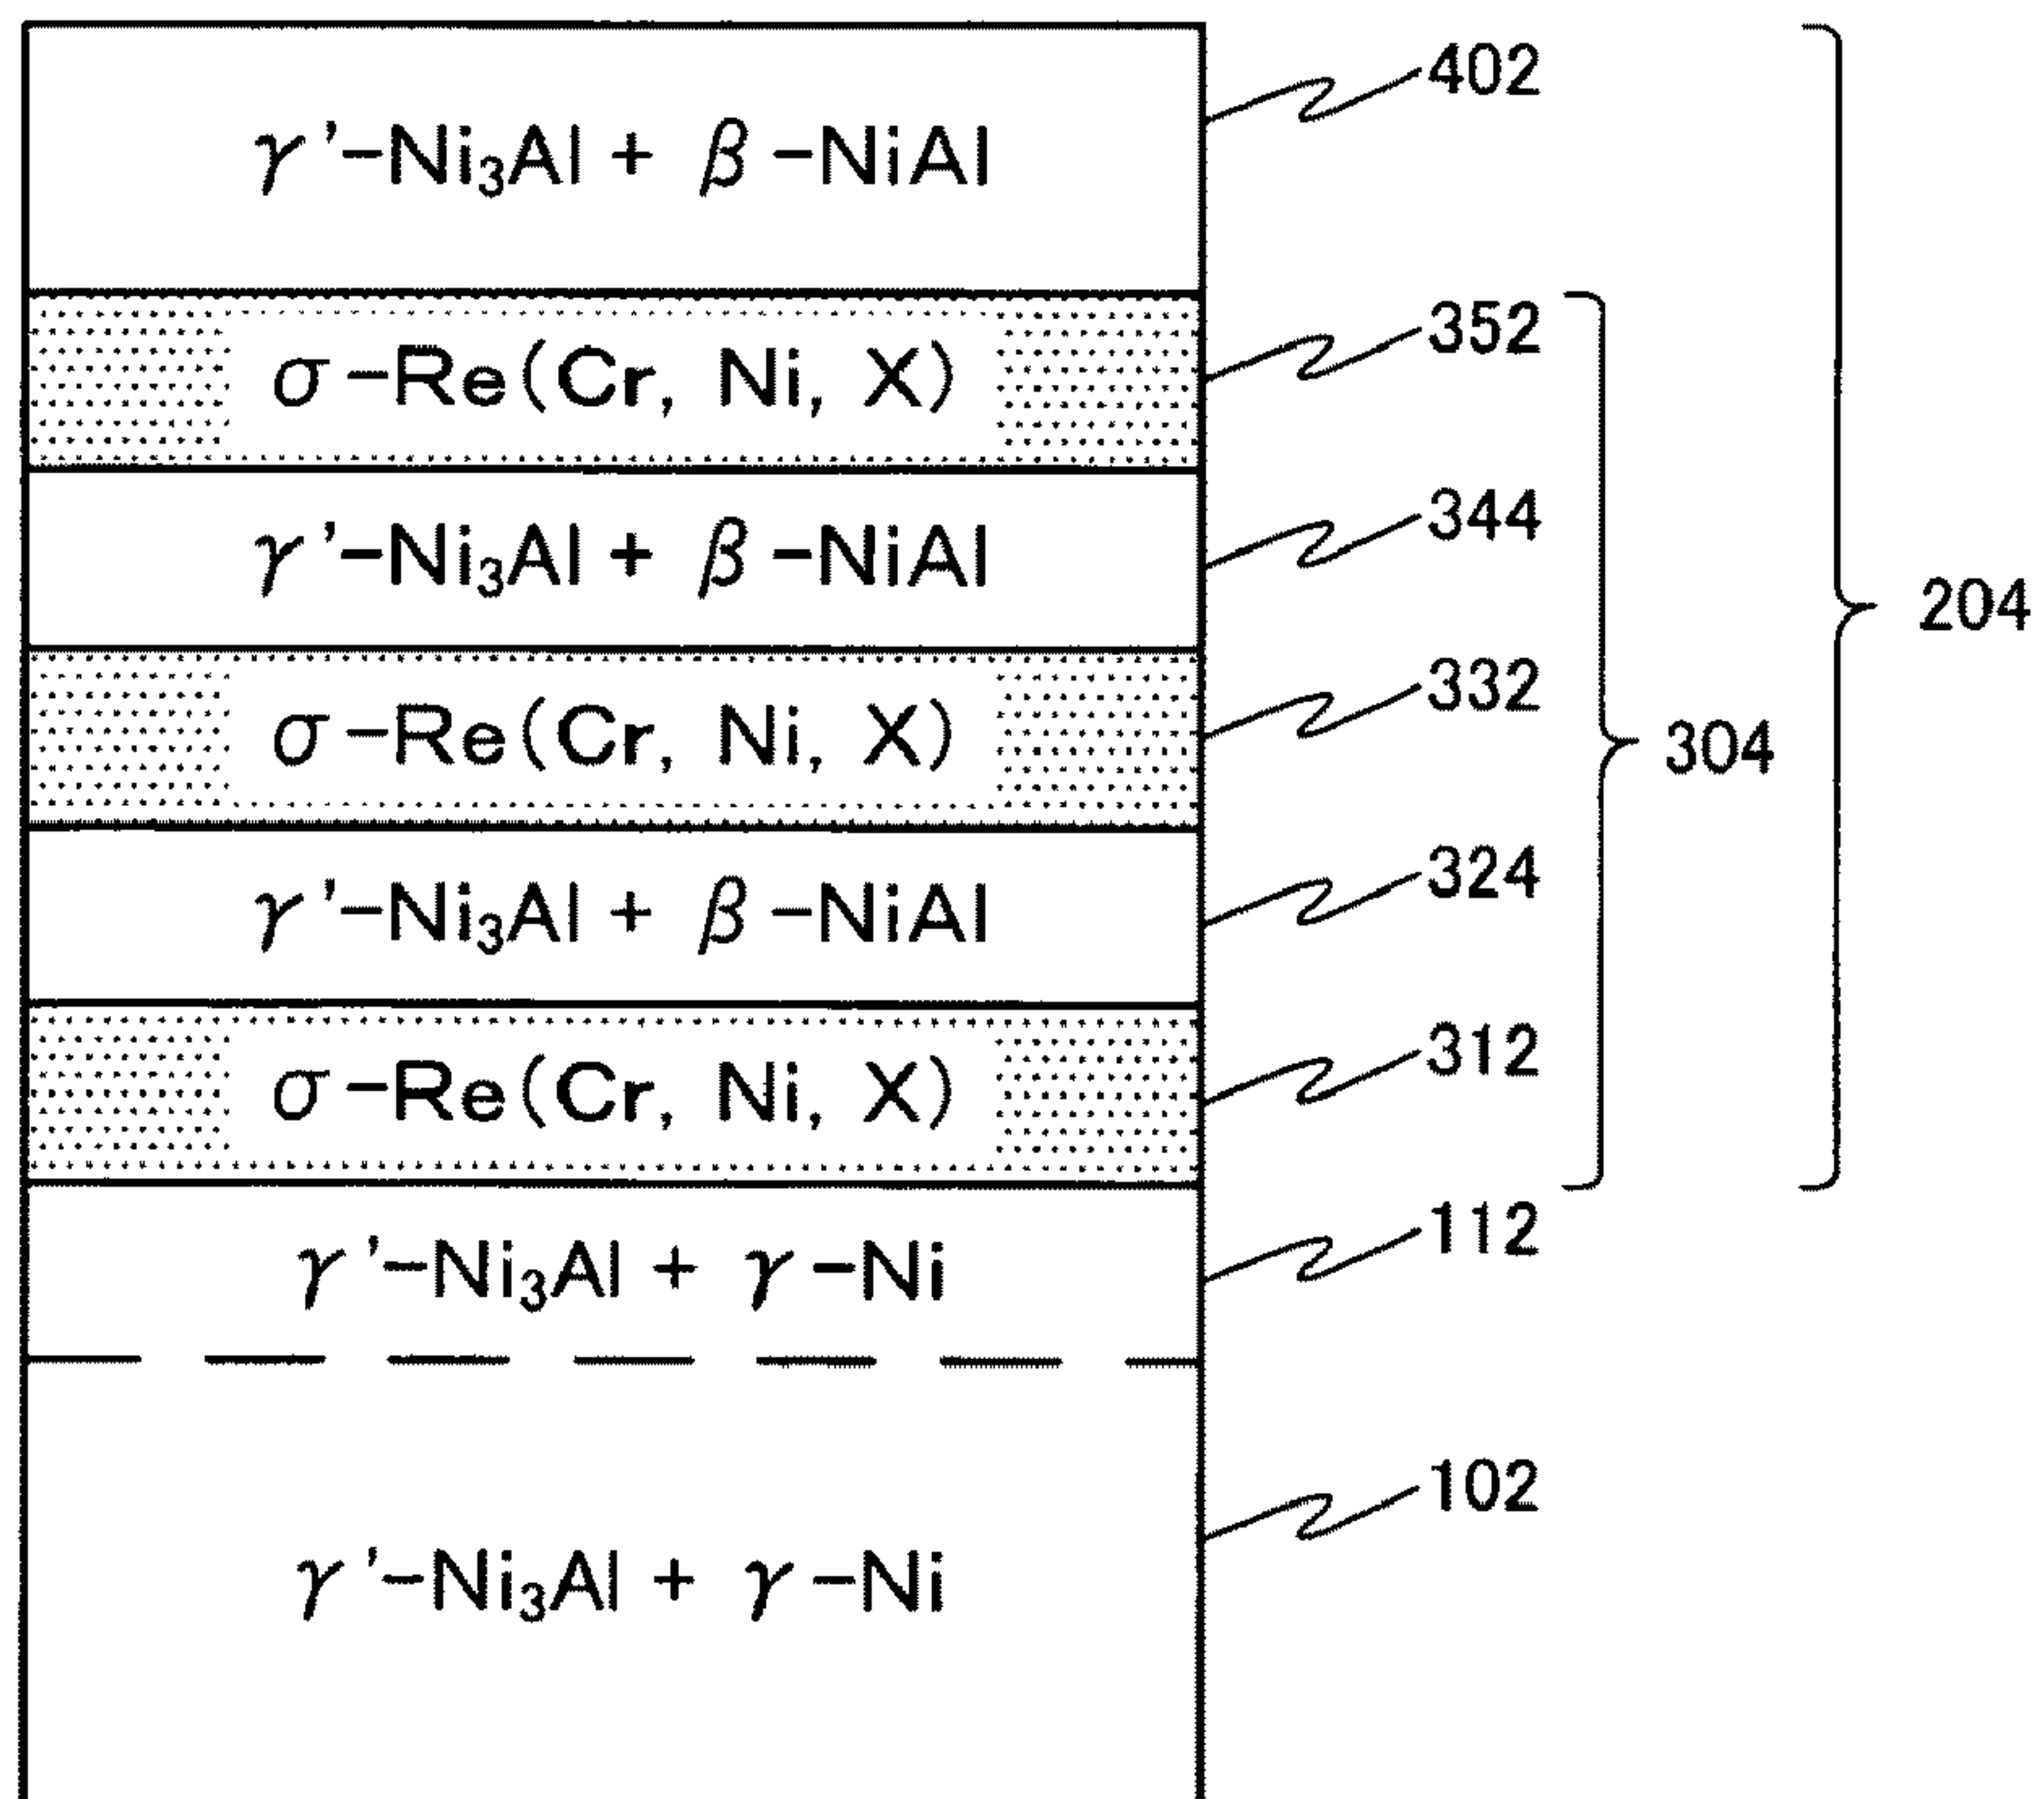 γ'-Ni₃Al + β-NiAl 402
σ-Re(Cr, Ni, X) 352
γ'-Ni₃Al + β-NiAl 344
204
σ-Re(Cr, Ni, X) 332
304
γ'-Ni₃Al + β-NiAl 324
σ-Re(Cr, Ni, X) 312
γ'-Ni₃Al + γ-Ni 112
γ'-Ni₃Al + γ-Ni 102